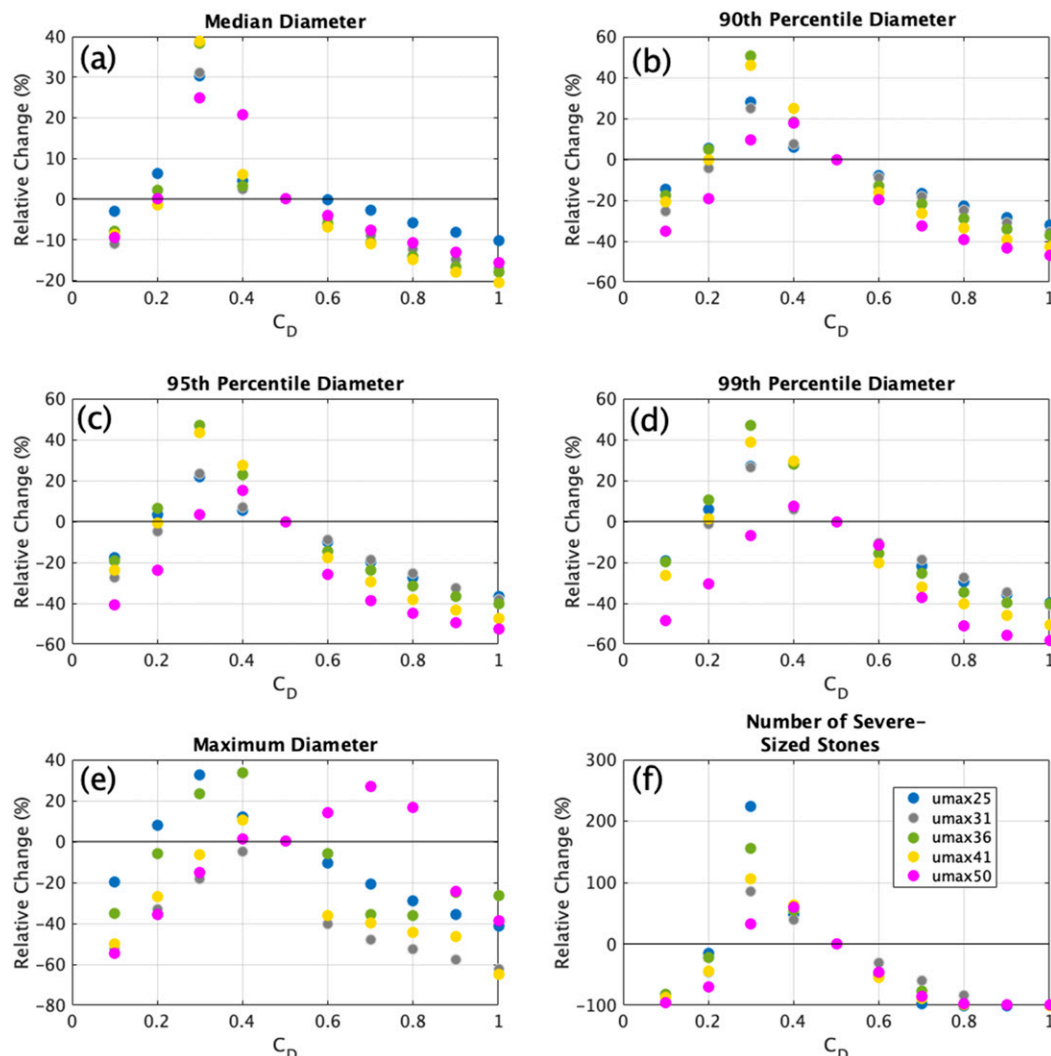 Median Diameter
(a)
40
30
20
10
0
−10
−20
Relative Change (%)
0 0.2 0.4 0.6 0.8 1
C_D
90th Percentile Diameter
(b)
60
40
20
0
−20
−40
−60
Relative Change (%)
0 0.2 0.4 0.6 0.8 1
C_D
95th Percentile Diameter
(c)
60
40
20
0
−20
−40
−60
Relative Change (%)
0 0.2 0.4 0.6 0.8 1
C_D
99th Percentile Diameter
(d)
60
40
20
0
−20
−40
−60
Relative Change (%)
0 0.2 0.4 0.6 0.8 1
C_D
Maximum Diameter
(e)
40
20
0
−20
−40
−60
−80
Relative Change (%)
0 0.2 0.4 0.6 0.8 1
C_D
Number of Severe-
Sized Stones
(f)
300
200
100
0
−100
Relative Change (%)
umax25
umax31
umax36
umax41
umax50
0 0.2 0.4 0.6 0.8 1
C_D